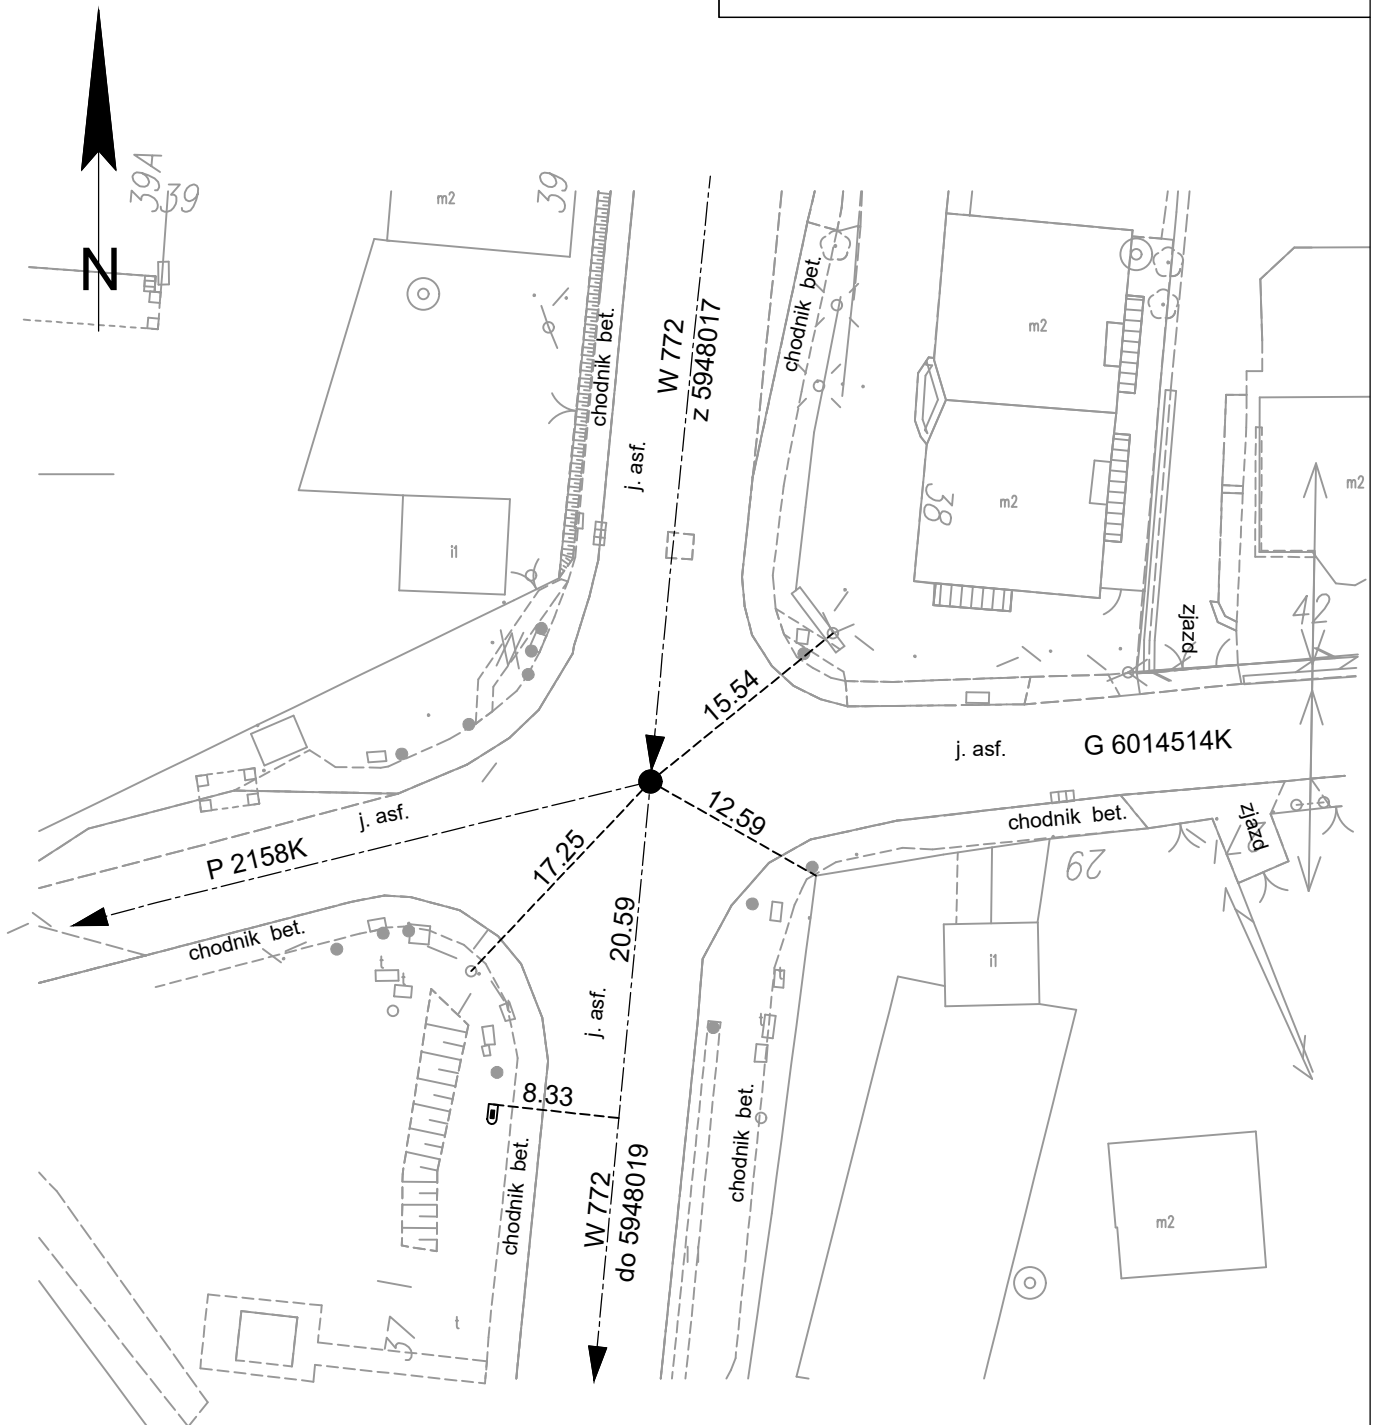 39A
39
m2
39
N
chodnik bet.
W 772
z 5948017
chodnik bet.
m2
j. asf.
m2
38
m2
i1
zjazd
42
15.54
j. asf.
G 6014514K
12.59
chodnik bet.
zjazd
j. asf.
P 2158K
17.25
29
20.59
chodnik bet.
t
t
i1
j. asf.
t
t
8.33
chodnik bet.
chodnik bet.
W 772
do 5948019
m2
37
t